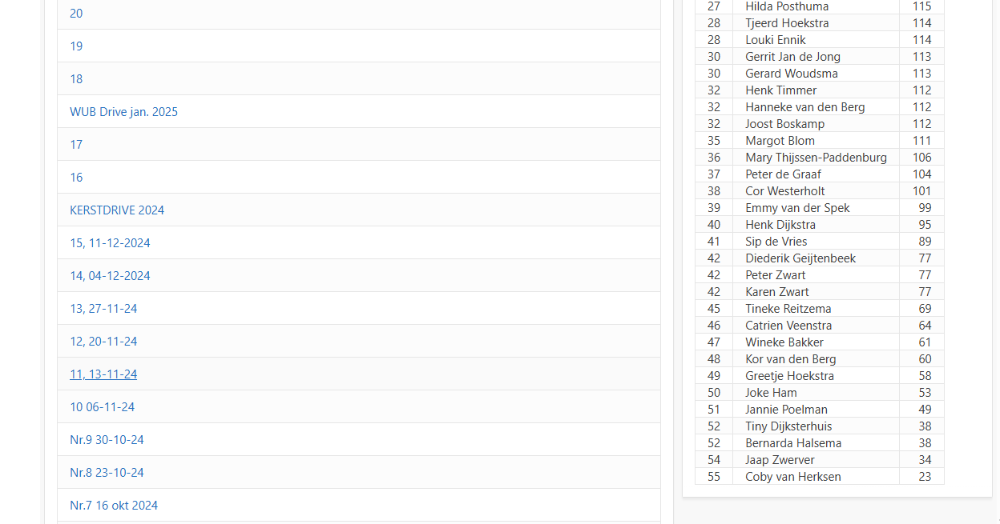 20
19
18
WUB Drive jan. 2025
17
16
KERSTDRIVE 2024
15, 11-12-2024
14, 04-12-2024
13, 27-11-24
12, 20-11-24
11, 13-11-24
10 06-11-24
Nr.9 30-10-24
Nr.8 23-10-24
Nr.7 16 okt 2024
27 Hilda Posthuma 115
28 Tjeerd Hoekstra 114
28 Louki Ennik 114
30 Gerrit Jan de Jong 113
30 Gerard Woudsma 113
32 Henk Timmer 112
32 Hanneke van den Berg 112
32 Joost Boskamp 112
35 Margot Blom 111
36 Mary Thijssen-Paddenburg 106
37 Peter de Graaf 104
38 Cor Westerholt 101
39 Emmy van der Spek 99
40 Henk Dijkstra 95
41 Sip de Vries 89
42 Diederik Geijtenbeek 77
42 Peter Zwart 77
42 Karen Zwart 77
45 Tineke Reitzema 69
46 Catrien Veenstra 64
47 Wineke Bakker 61
48 Kor van den Berg 60
49 Greetje Hoekstra 58
50 Joke Ham 53
51 Jannie Poelman 49
52 Tiny Dijksterhuis 38
52 Bernarda Halsema 38
54 Jaap Zwerver 34
55 Coby van Herksen 23